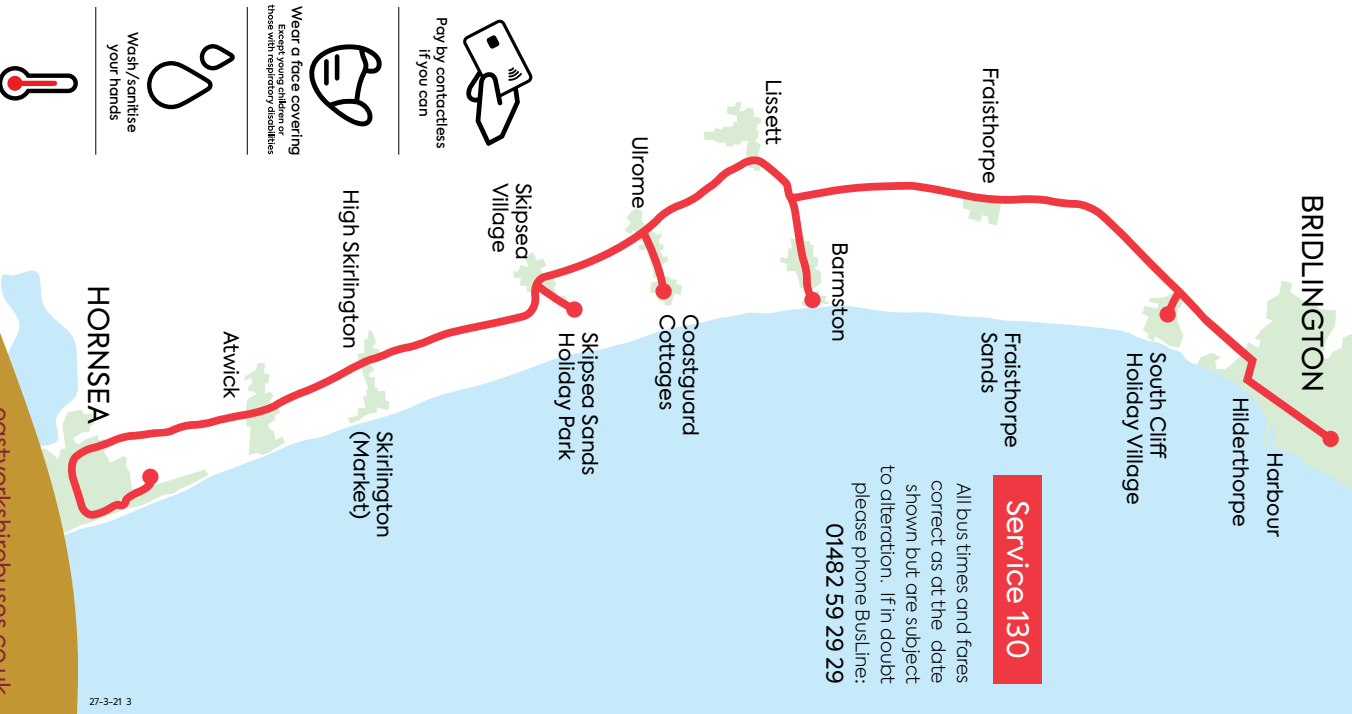 BRIDLINGTON
Harbour
Hilderthorpe
South Cliff
Holiday Village
Fraisthorpe
Fraisthorpe
Sands
Service 130
All bus times and fares
correct as at the date
shown but are subject
to alteration. If in doubt
please phone BusLine:
01482 59 29 29
Barmston
Lissett
Coastguard
Cottages
Ulrome
Skipsea Sands
Holiday Park
Skipsea
Village
Skirlington
(Market)
High Skirlington
Atwick
HORNSEA
Pay by contactless
if you can
Wear a face covering
Except young children or
those with respiratory disabilities
Wash/sanitise
your hands
27-3-21 3
eastyorkshirebuses.co.uk